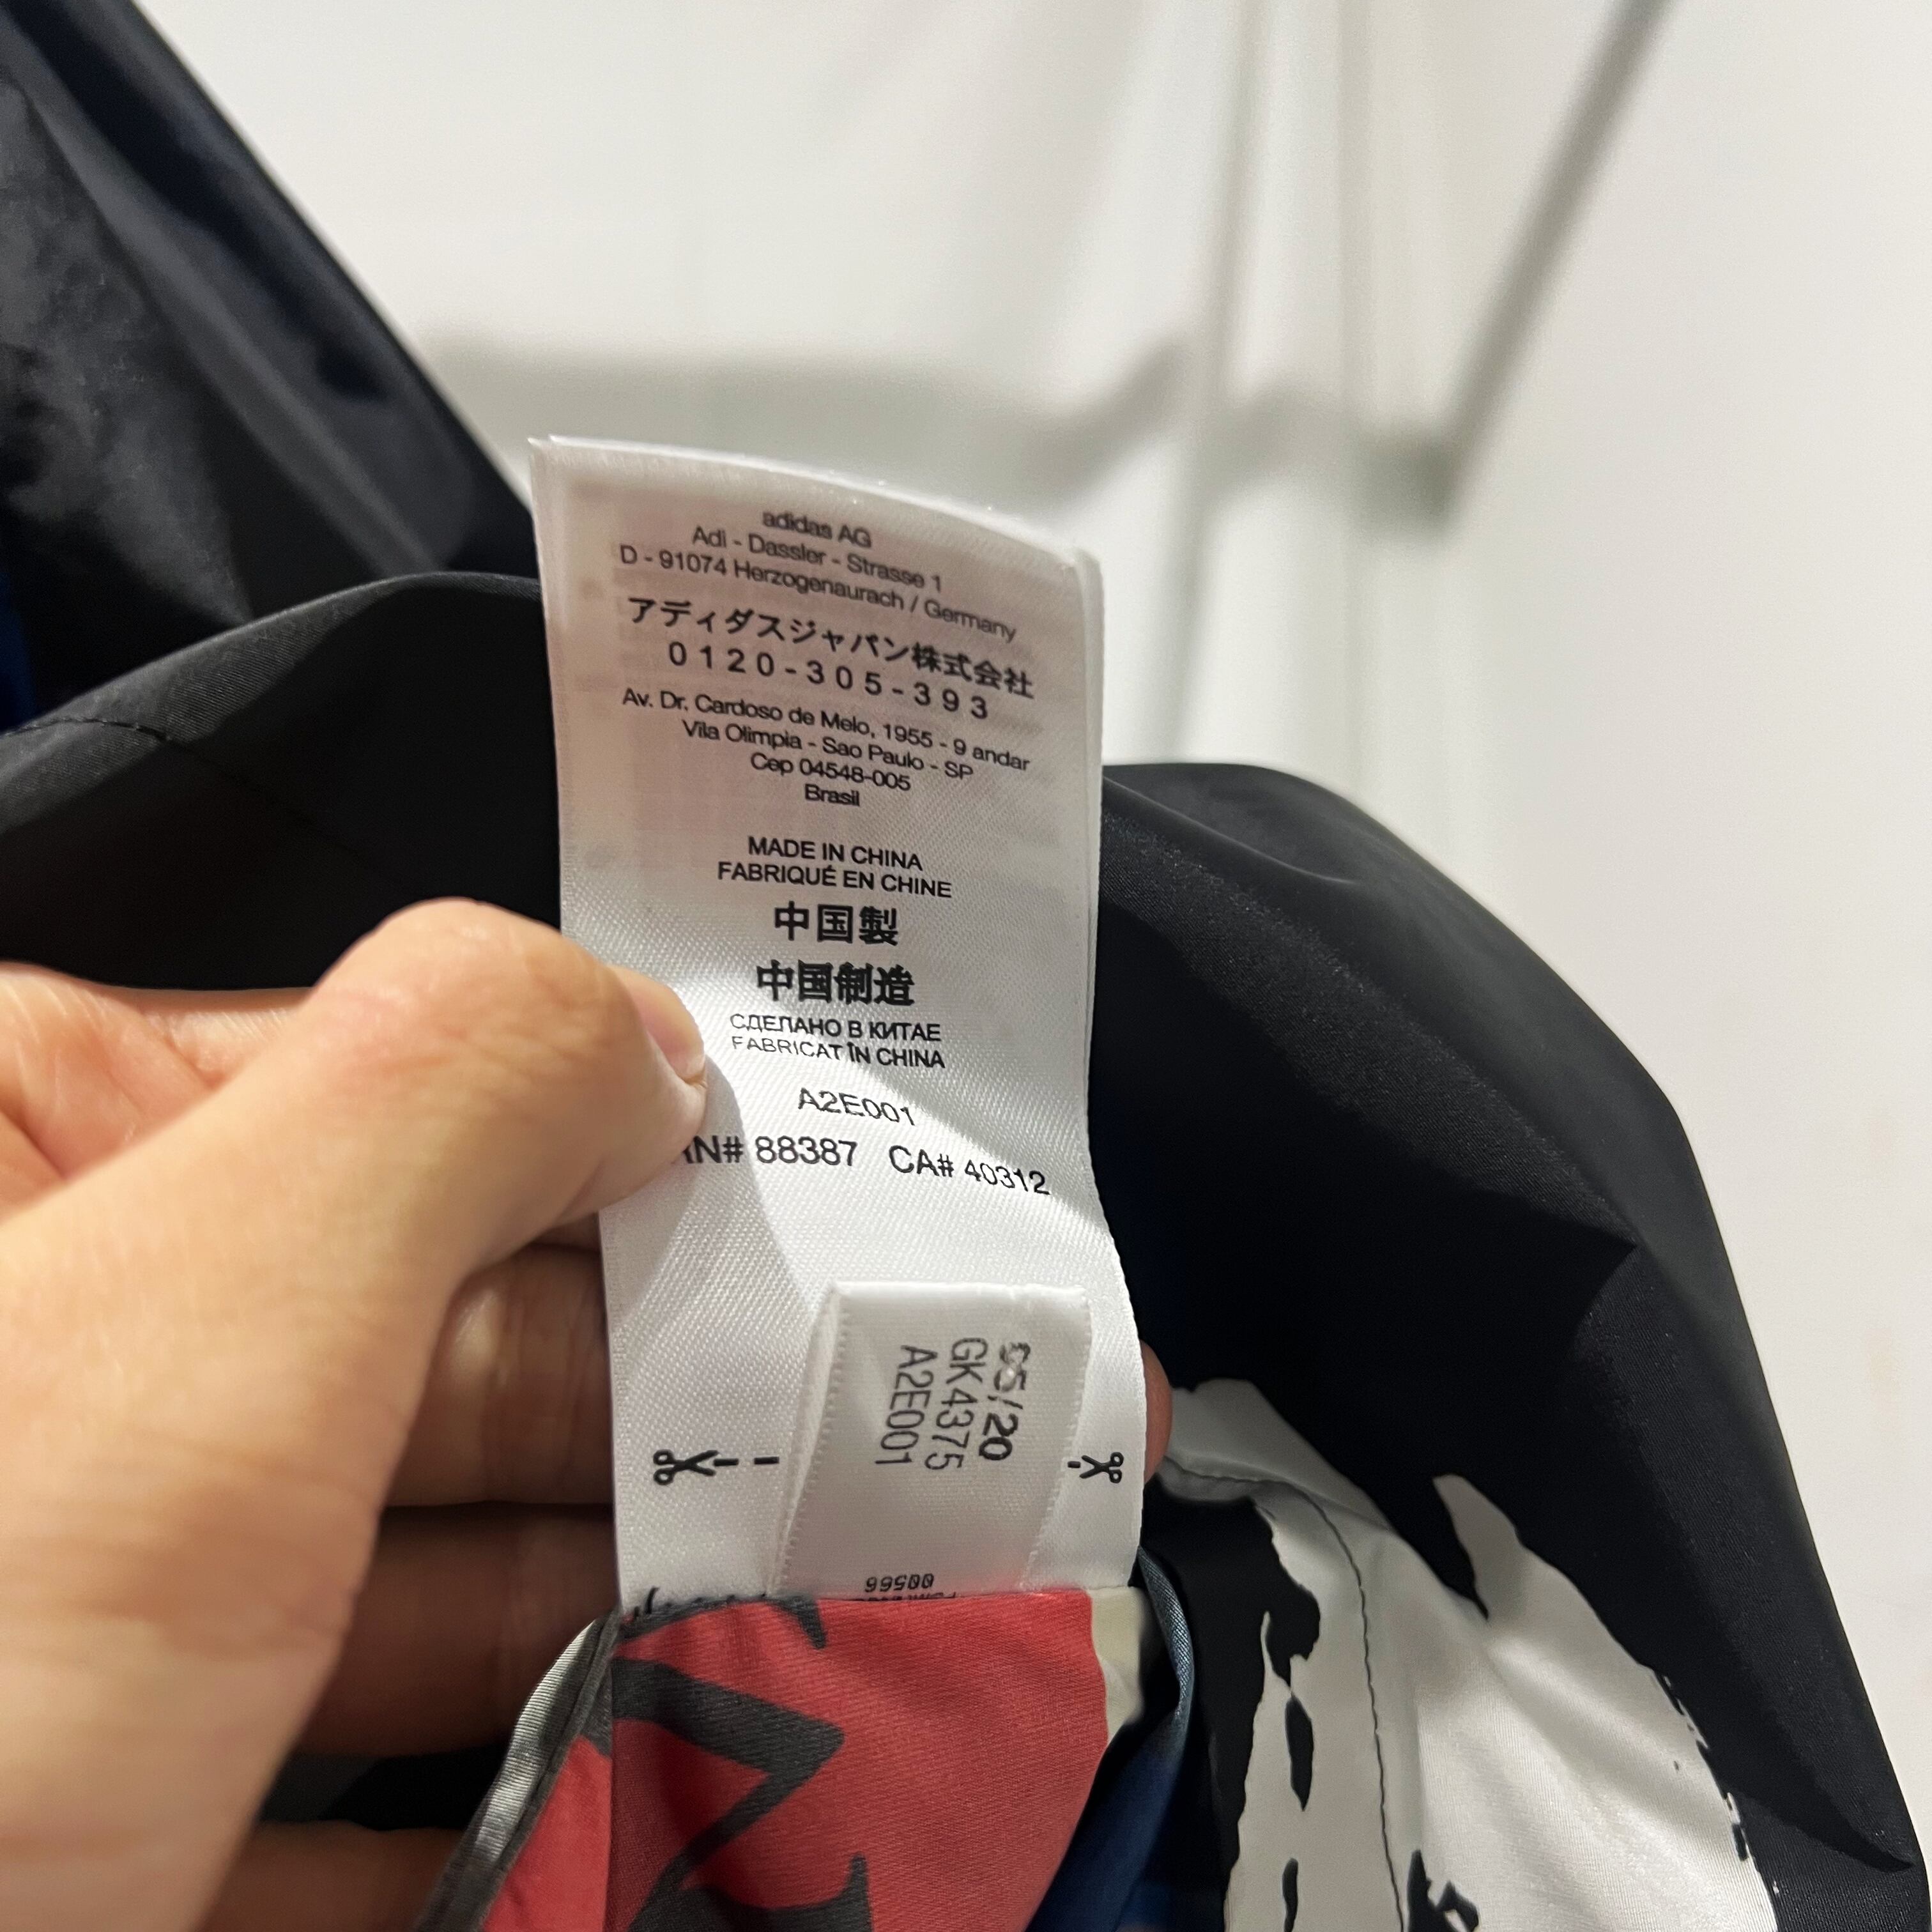 adidas AG
Adi - Dassler - Strasse 1
D - 91074 Herzogenaurach / Germany
アディダスジャパン株式会社
0120-305-393
Av. Dr. Cardoso de Melo, 1955 - 9 andar
Vila Olimpia - Sao Paulo - SP
Cep 04548-005
Brasil
MADE IN CHINA
FABRIQUÉ EN CHINE
中国製
中国制造
СДЕЛАНО В КИТАЕ
FABRICAT ÎN CHINA
A2E001
88387 CA# 40312
/20
GK4375
A2E001
00566